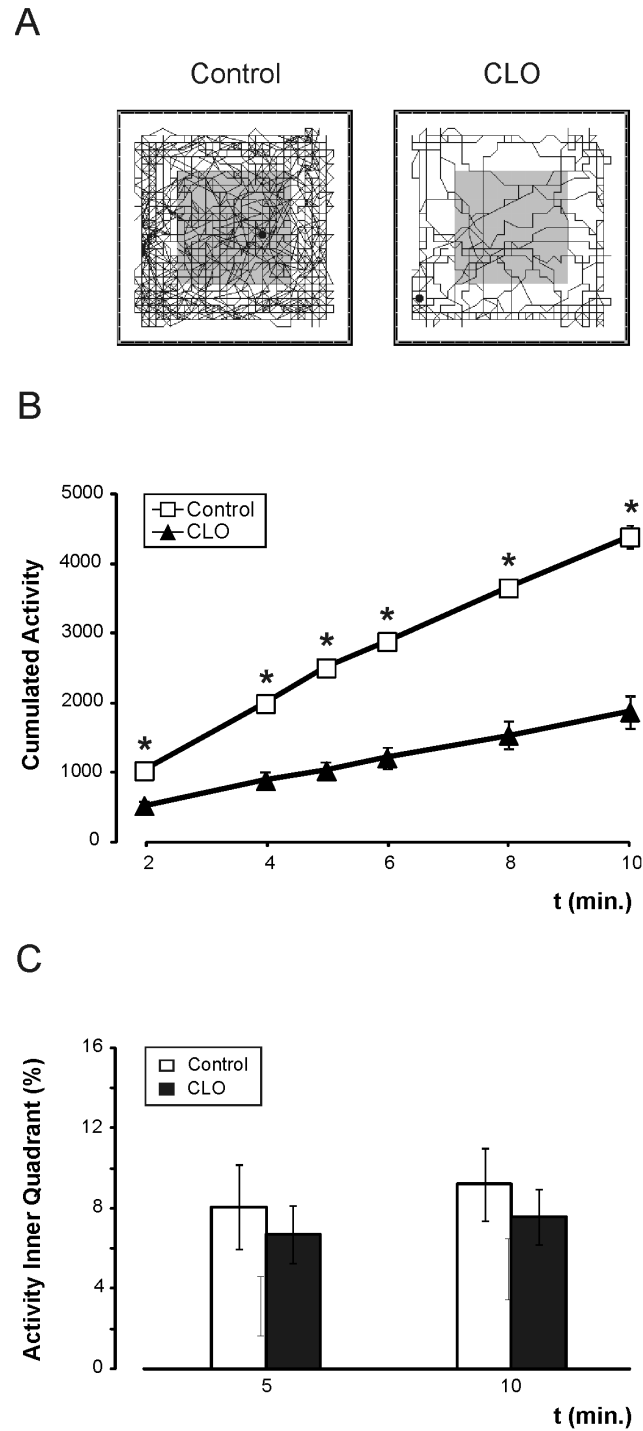 A
Control CLO
B
5000
4000
3000
2000
1000
0
Cumulated Activity
Control
CLO
* * * * * *
2 4 5 6 8 10
t (min.)
C
16
12
8
4
0
Activity Inner Quadrant (%)
Control
CLO
5 10
t (min.)